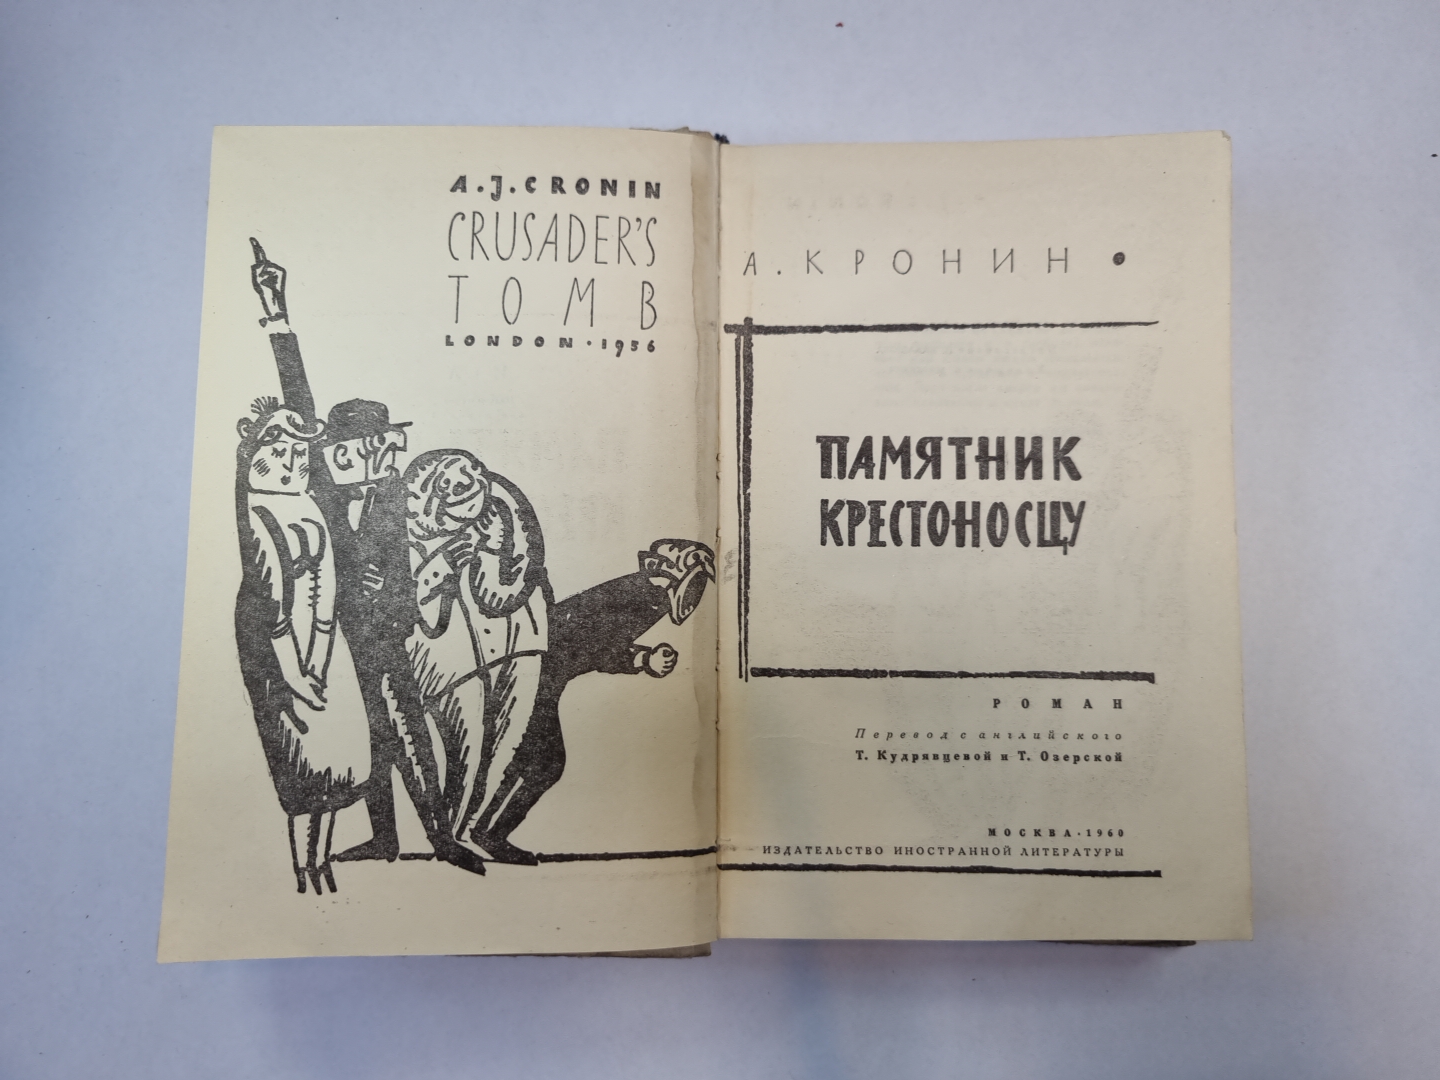 A. J. CRONIN
CRUSADER'S
TOMB
LONDON · 1956
А. КРОНИН •
ПАМЯТНИК
КРЕСТОНОСЦУ
РОМАН
Перевод с английского
Т. Кудрявцевой и Т. Озерской
МОСКВА · 1960
ИЗДАТЕЛЬСТВО ИНОСТРАННОЙ ЛИТЕРАТУРЫ